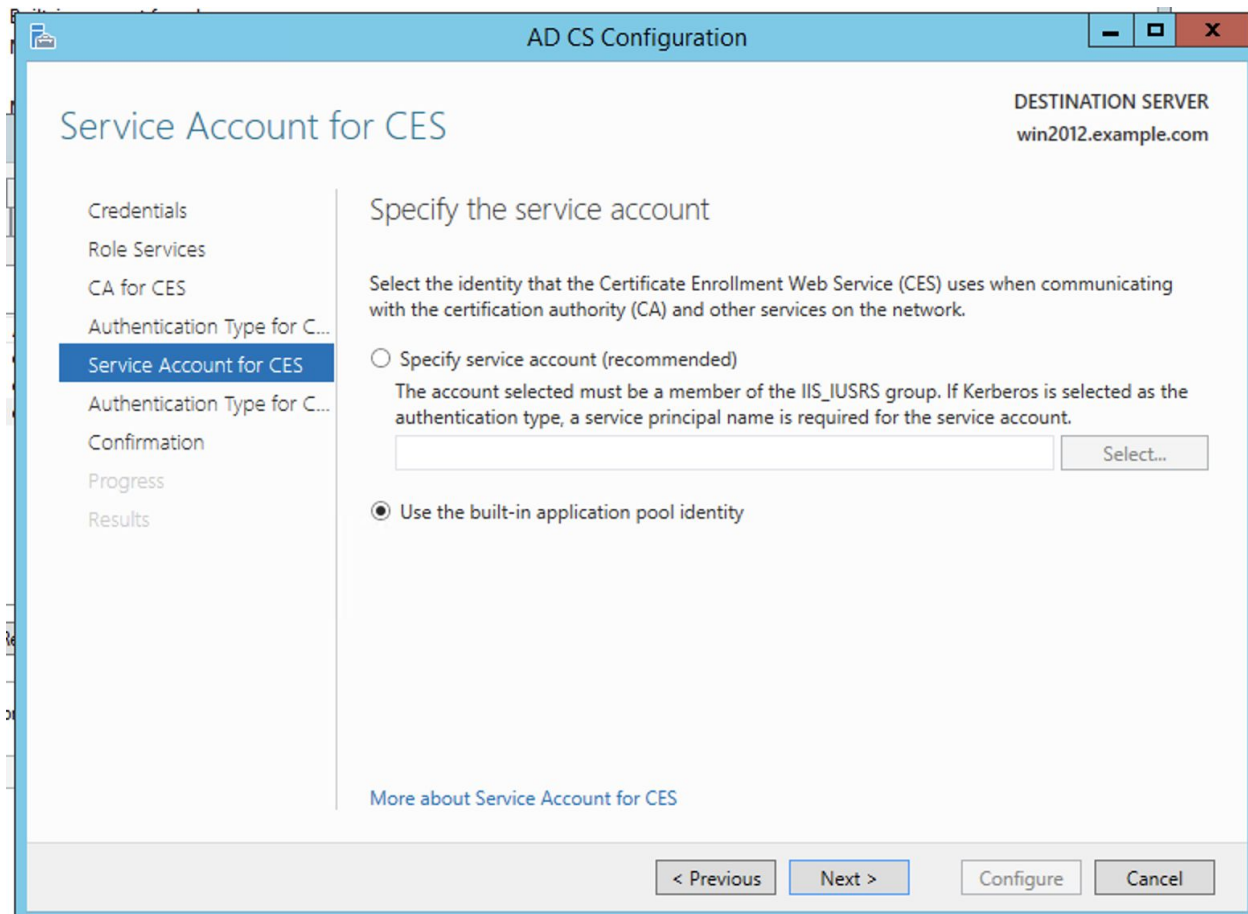 AD CS Configuration
Service Account for CES
DESTINATION SERVER
win2012.example.com
Credentials
Role Services
CA for CES
Authentication Type for C...
Service Account for CES
Authentication Type for C...
Confirmation
Progress
Results
Specify the service account
Select the identity that the Certificate Enrollment Web Service (CES) uses when communicating
with the certification authority (CA) and other services on the network.
Specify service account (recommended)
The account selected must be a member of the IIS_IUSRS group. If Kerberos is selected as the
authentication type, a service principal name is required for the service account.
Select...
Use the built-in application pool identity
More about Service Account for CES
< Previous
Next >
Configure
Cancel